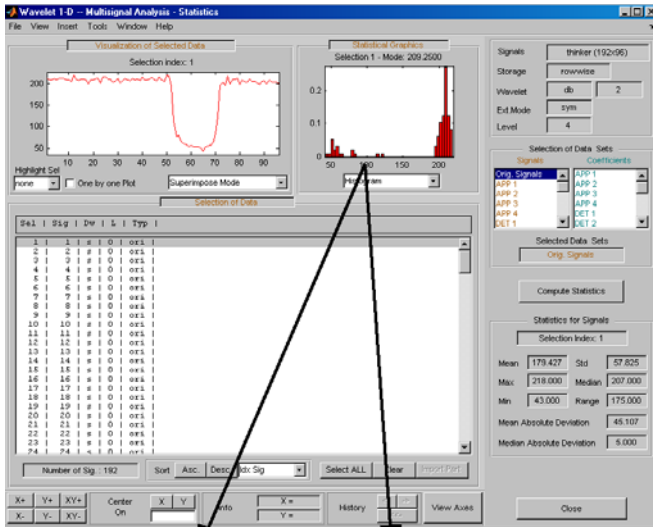 Wavelet 1-D -- Multisignal Analysis - Statistics
File View Insert Tools Window Help
Visualization of Selected Data
Selection index: 1
200
150
100
50
10 20 30 40 50 60 70 80 90
Highlight Sel
none
One by one Plot
Superimpose Mode
Statistical Graphics
Selection 1 - Mode: 209.2500
0.2
0.1
0
50 100 150 200
Histogram
Selection of Data
Sel | Sig | Dw | L | Typ |
1 | 1 | s | 0 | ori |
2 | 2 | s | 0 | ori |
3 | 3 | s | 0 | ori |
4 | 4 | s | 0 | ori |
5 | 5 | s | 0 | ori |
6 | 6 | s | 0 | ori |
7 | 7 | s | 0 | ori |
8 | 8 | s | 0 | ori |
9 | 9 | s | 0 | ori |
10 | 10 | s | 0 | ori |
11 | 11 | s | 0 | ori |
12 | 12 | s | 0 | ori |
13 | 13 | s | 0 | ori |
14 | 14 | s | 0 | ori |
15 | 15 | s | 0 | ori |
16 | 16 | s | 0 | ori |
17 | 17 | s | 0 | ori |
18 | 18 | s | 0 | ori |
19 | 19 | s | 0 | ori |
20 | 20 | s | 0 | ori |
21 | 21 | s | 0 | ori |
22 | 22 | s | 0 | ori |
23 | 23 | s | 0 | ori |
24 | 24 | s | 0 | ori |
Number of Sig. : 192
Sort Asc. Desc Idx Sig
Select ALL Clear Import Part
X+ Y+ XY+
X- Y- XY-
Center On
X Y
Info
X =
Y =
History
View Axes
Signals thinker (192x96)
Storage rowwise
Wavelet db 2
Ext.Mode sym
Level 4
Selection of Data Sets
Signals Coefficients
Orig. Signals APP 1
APP 1 APP 2
APP 2 APP 3
APP 3 APP 4
APP 4 DET 1
DET 1 DET 2
Selected Data Sets
Orig. Signals
Compute Statistics
Statistics for Signals
Selection Index: 1
Mean 179.427 Std 57.825
Max 218.000 Median 207.000
Min 43.000 Range 175.000
Mean Absolute Deviation 45.107
Median Absolute Deviation 5.000
Close